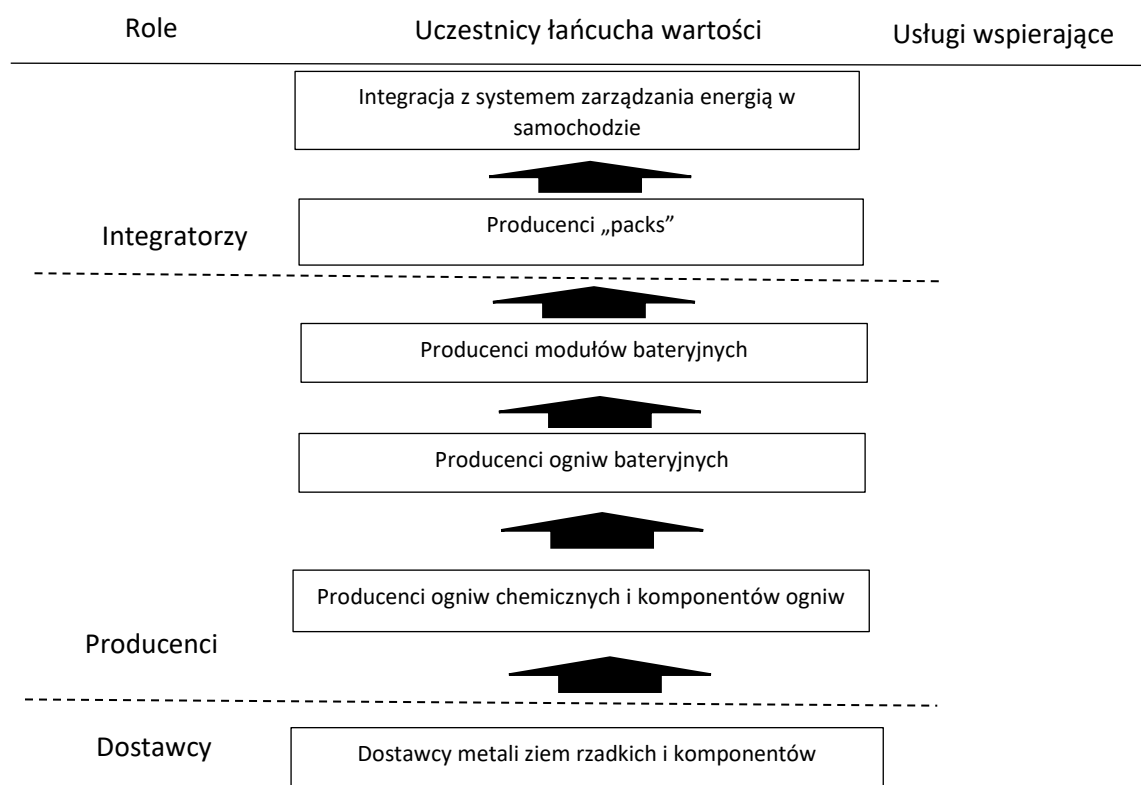 Role
Uczestnicy łańcucha wartości
Usługi wspierające
Integracja z systemem zarządzania energią w
samochodzie
Producenci „packs”
Integratorzy
Producenci modułów bateryjnych
Producenci ogniw bateryjnych
Producenci ogniw chemicznych i komponentów ogniw
Producenci
Dostawcy
Dostawcy metali ziem rzadkich i komponentów